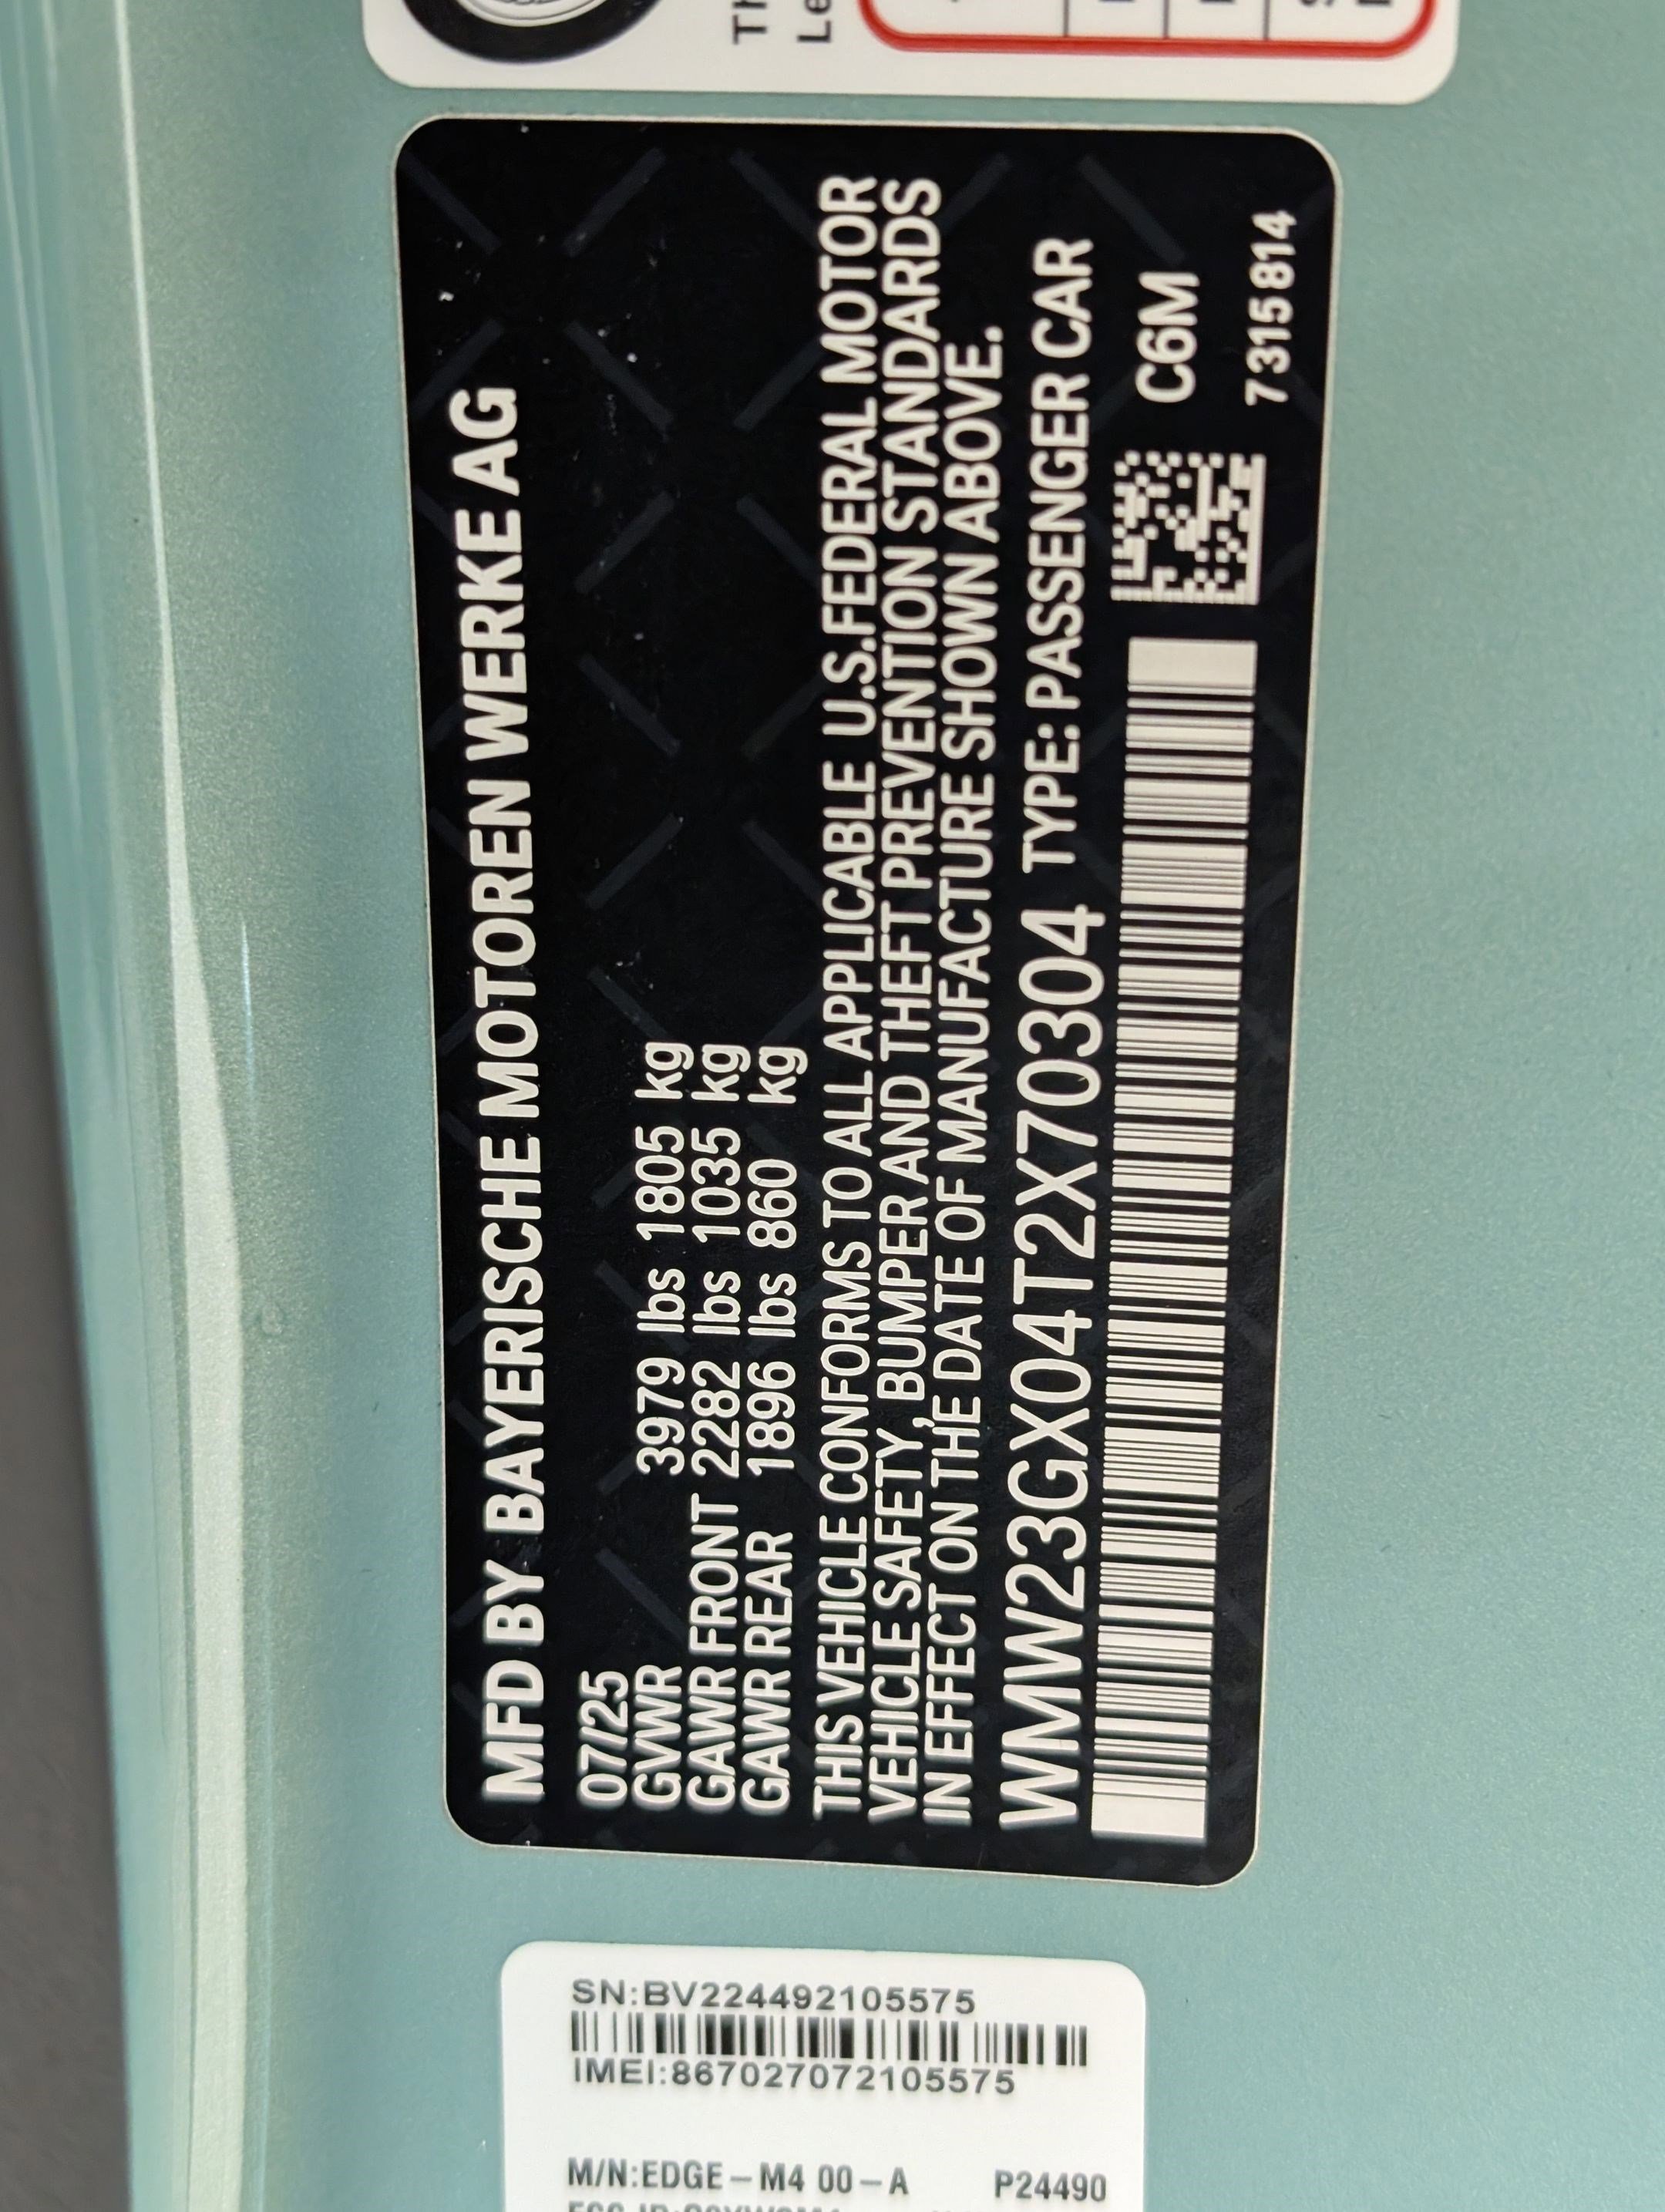 MFD BY BAYERISCHE MOTOREN WERKE AG
07/25
GVWR 3979 lbs 1805 kg
GAWR FRONT 2282 lbs 1035 kg
GAWR REAR 1896 lbs 860 kg
THIS VEHICLE CONFORMS TO ALL APPLICABLE U.S.FEDERAL MOTOR
VEHICLE SAFETY, BUMPER AND THEFT PREVENTION STANDARDS
IN EFFECT ON THE DATE OF MANUFACTURE SHOWN ABOVE.
WMW23GX04T2X70304 TYPE: PASSENGER CAR
C6M
7315814
SN:BV224492105575
IMEI:867027072105575
M/N:EDGE-M4 00-A P24490